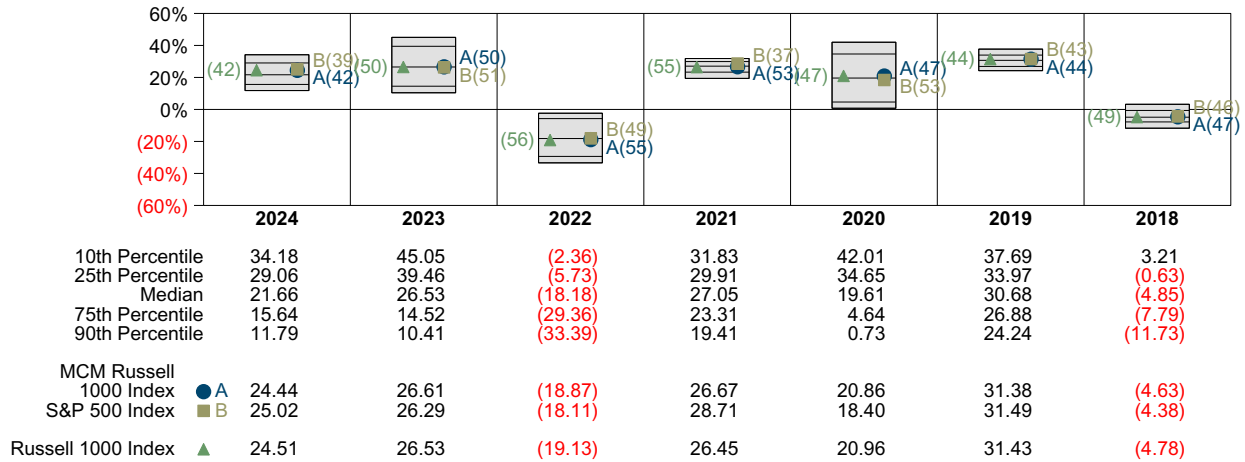 60%
40%
20%
0%
(20%)
(40%)
(60%)
(42)
B(39)
A(42)
(50)
A(50)
B(51)
(56)
B(49)
A(55)
(55)
B(37)
A(53)
(47)
A(47)
B(53)
(44)
B(43)
A(44)
(49)
B(46)
A(47)
2024 2023 2022 2021 2020 2019 2018
10th Percentile 34.18 45.05 (2.36) 31.83 42.01 37.69 3.21
25th Percentile 29.06 39.46 (5.73) 29.91 34.65 33.97 (0.63)
Median 21.66 26.53 (18.18) 27.05 19.61 30.68 (4.85)
75th Percentile 15.64 14.52 (29.36) 23.31 4.64 26.88 (7.79)
90th Percentile 11.79 10.41 (33.39) 19.41 0.73 24.24 (11.73)
MCM Russell
1000 Index A 24.44 26.61 (18.87) 26.67 20.86 31.38 (4.63)
S&P 500 Index B 25.02 26.29 (18.11) 28.71 18.40 31.49 (4.38)
Russell 1000 Index 24.51 26.53 (19.13) 26.45 20.96 31.43 (4.78)